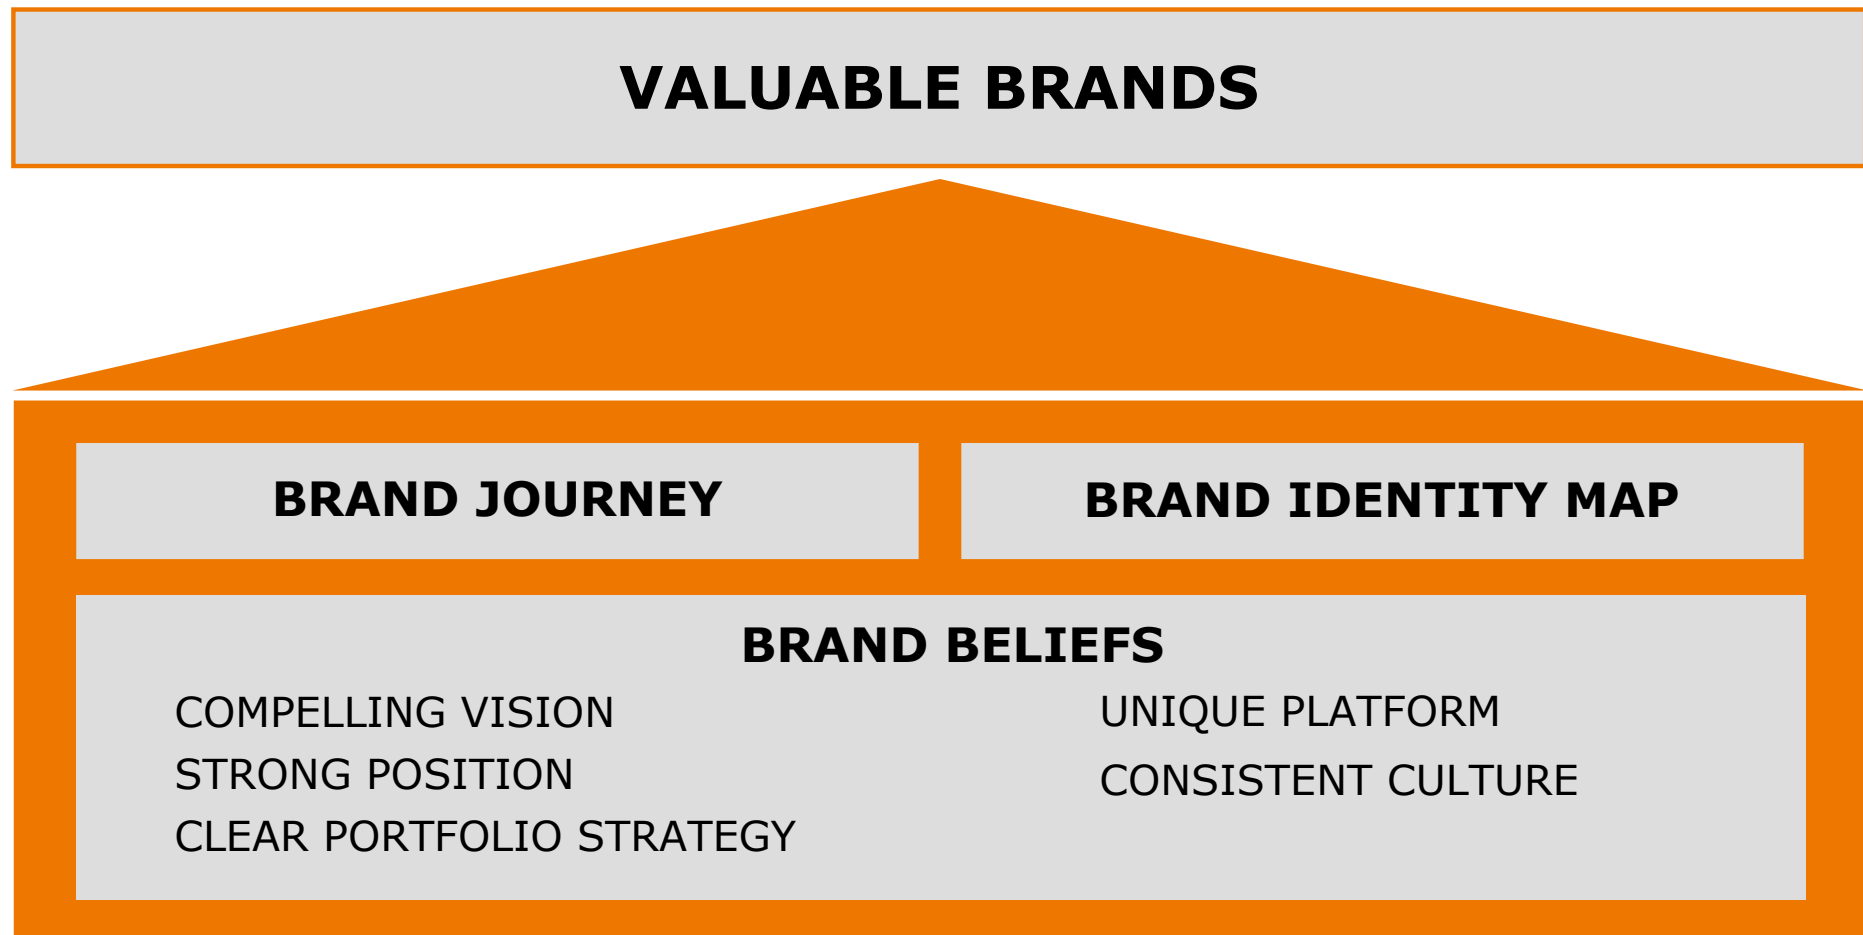 VALUABLE BRANDS
BRAND JOURNEY
BRAND IDENTITY MAP
BRAND BELIEFS
COMPELLING VISION
STRONG POSITION
CLEAR PORTFOLIO STRATEGY
UNIQUE PLATFORM
CONSISTENT CULTURE